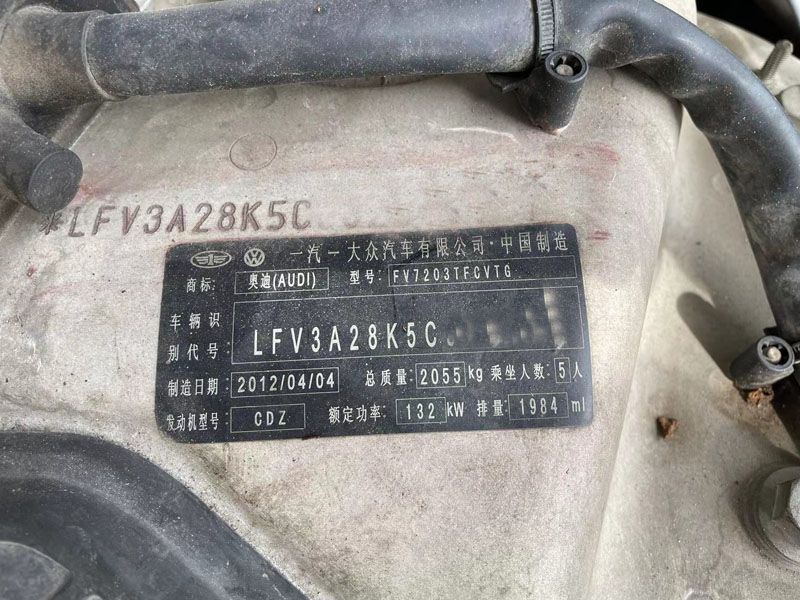 *LFV3A28K5C
一汽一大众汽车有限公司·中国制造
商标: 奥迪(AUDI) 型号: FV7203TFCVTG
车辆识
别代号: LFV3A28K5C
制造日期: 2012/04/04 总质量: 2055 kg 乘坐人数: 5 人
发动机型号: CDZ 额定功率: 132 kW 排量: 1984 ml